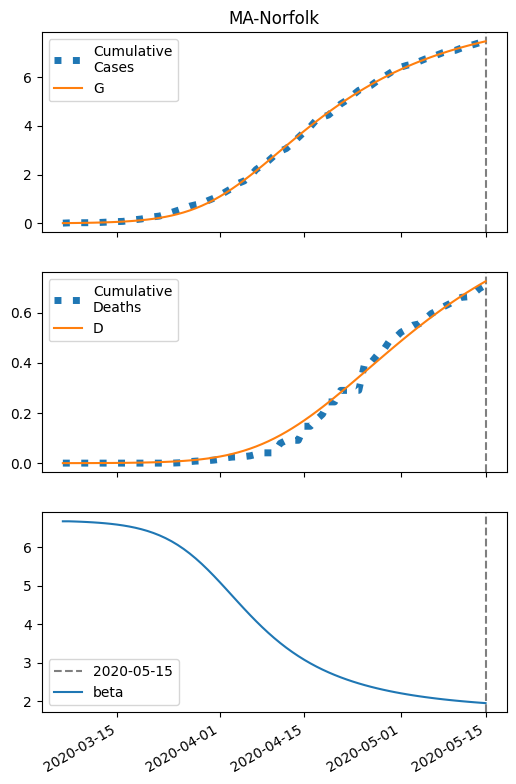 MA-Norfolk
Cumulative
Cases
G
6
4
2
0
Cumulative
Deaths
D
0.6
0.4
0.2
0.0
6
5
4
3
2
2020-05-15
beta
2020-03-15
2020-04-01
2020-04-15
2020-05-01
2020-05-15